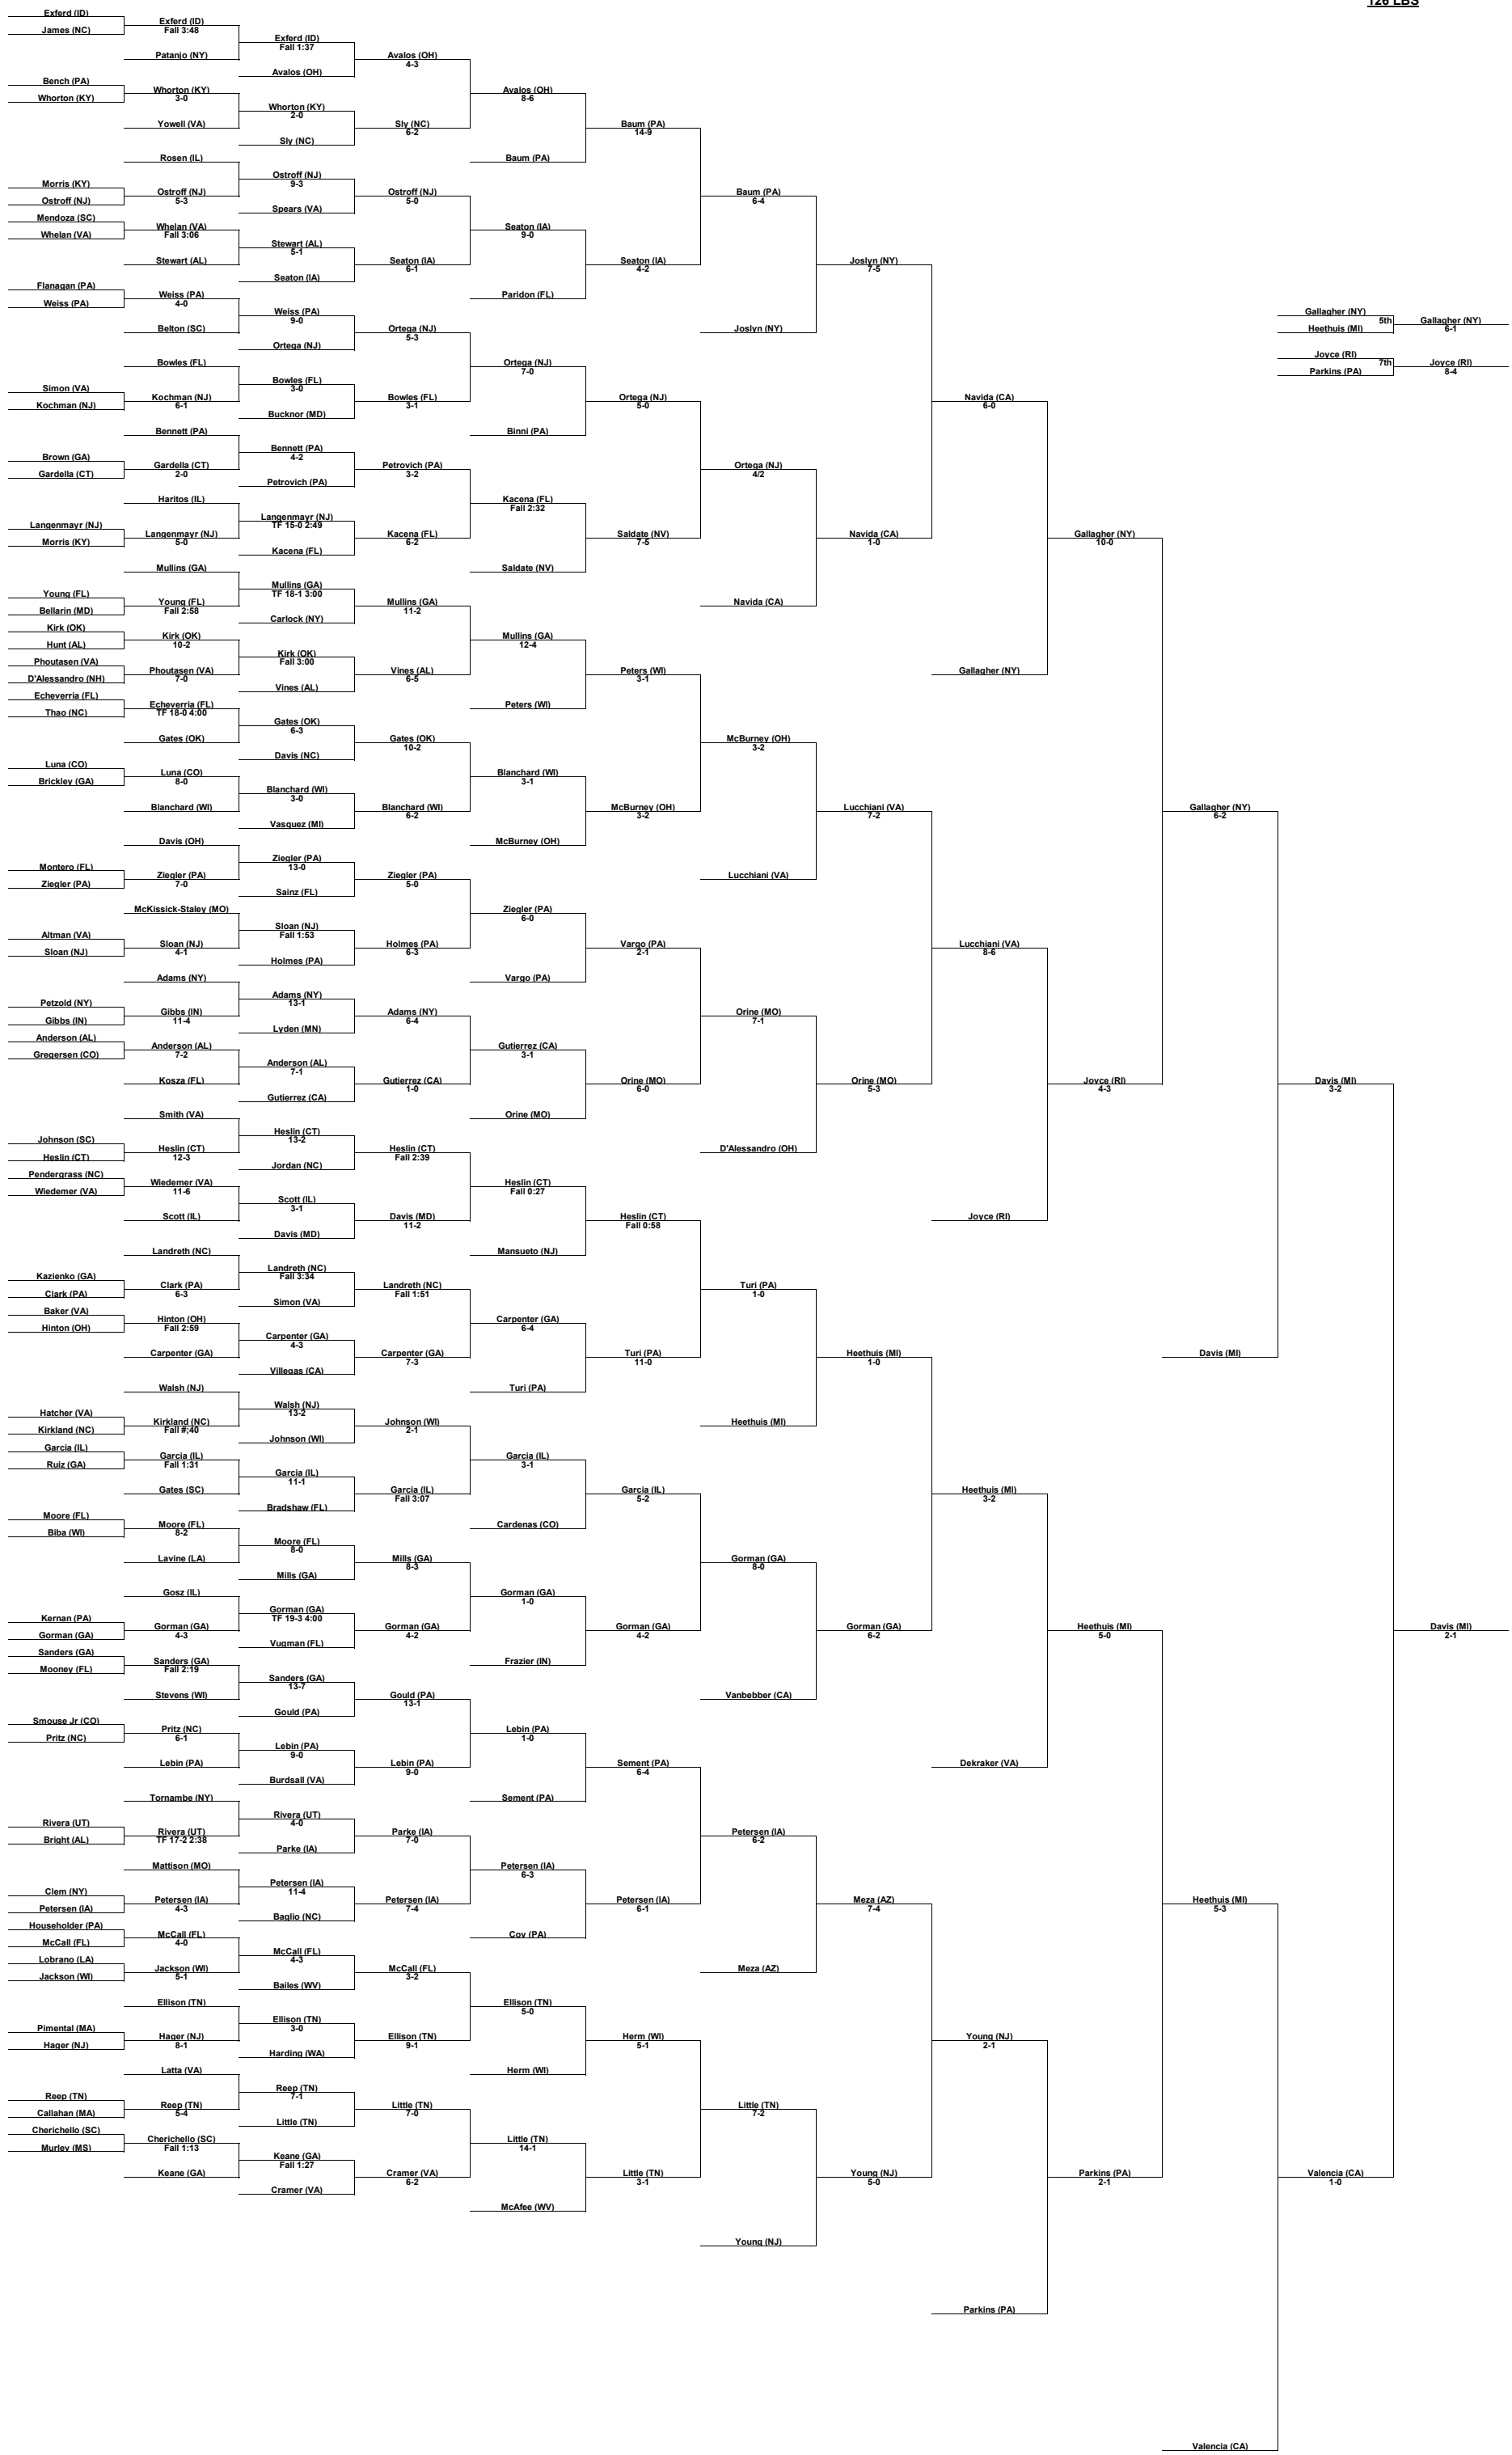 126 LBS
Exferd (ID)
James (NC)
Bench (PA)
Whorton (KY)
Morris (KY)
Ostroff (NJ)
Mendoza (SC)
Whelan (VA)
Flanagan (PA)
Weiss (PA)
Simon (VA)
Kochman (NJ)
Brown (GA)
Gardella (CT)
Langenmayr (NJ)
Morris (KY)
Young (FL)
Bellarin (MD)
Kirk (OK)
Hunt (AL)
Phoutasen (VA)
D'Alessandro (NH)
Echeverria (FL)
Thao (NC)
Luna (CO)
Brickley (GA)
Montero (FL)
Ziegler (PA)
Altman (VA)
Sloan (NJ)
Petzold (NY)
Gibbs (IN)
Anderson (AL)
Gregersen (CO)
Johnson (SC)
Heslin (CT)
Pendergrass (NC)
Wiedemer (VA)
Kazienko (GA)
Clark (PA)
Baker (VA)
Hinton (OH)
Hatcher (VA)
Kirkland (NC)
Garcia (IL)
Ruiz (GA)
Moore (FL)
Biba (WI)
Kernan (PA)
Gorman (GA)
Sanders (GA)
Mooney (FL)
Smouse Jr (CO)
Pritz (NC)
Rivera (UT)
Bright (AL)
Clem (NY)
Petersen (IA)
Householder (PA)
McCall (FL)
Lobrano (LA)
Jackson (WI)
Pimental (MA)
Hager (NJ)
Reep (TN)
Callahan (MA)
Cherichello (SC)
Murley (MS)
Exferd (ID)
Fall 3:48
Patanjo (NY)
Whorton (KY)
3-0
Yowell (VA)
Rosen (IL)
Ostroff (NJ)
5-3
Whelan (VA)
Fall 3:06
Stewart (AL)
Weiss (PA)
4-0
Belton (SC)
Bowles (FL)
Kochman (NJ)
6-1
Bennett (PA)
Gardella (CT)
2-0
Haritos (IL)
Langenmayr (NJ)
5-0
Mullins (GA)
Young (FL)
Fall 2:58
Kirk (OK)
10-2
Phoutasen (VA)
7-0
Echeverria (FL)
TF 18-0 4:00
Gates (OK)
Luna (CO)
8-0
Blanchard (WI)
Davis (OH)
Ziegler (PA)
7-0
McKissick-Staley (MO)
Sloan (NJ)
4-1
Adams (NY)
Gibbs (IN)
11-4
Anderson (AL)
7-2
Kosza (FL)
Smith (VA)
Heslin (CT)
12-3
Wiedemer (VA)
11-6
Scott (IL)
Landreth (NC)
Clark (PA)
6-3
Hinton (OH)
Fall 2:59
Carpenter (GA)
Walsh (NJ)
Kirkland (NC)
Fall #;40
Garcia (IL)
Fall 1:31
Gates (SC)
Moore (FL)
8-2
Lavine (LA)
Gosz (IL)
Gorman (GA)
4-3
Sanders (GA)
Fall 2:19
Stevens (WI)
Pritz (NC)
6-1
Lebin (PA)
Tornambe (NY)
Rivera (UT)
TF 17-2 2:38
Mattison (MO)
Petersen (IA)
4-3
McCall (FL)
4-0
Jackson (WI)
5-1
Ellison (TN)
Hager (NJ)
8-1
Latta (VA)
Reep (TN)
5-4
Cherichello (SC)
Fall 1:13
Keane (GA)
Exferd (ID)
Fall 1:37
Avalos (OH)
Whorton (KY)
2-0
Sly (NC)
Ostroff (NJ)
9-3
Spears (VA)
Stewart (AL)
5-1
Seaton (IA)
Weiss (PA)
9-0
Ortega (NJ)
Bowles (FL)
3-0
Bucknor (MD)
Bennett (PA)
4-2
Petrovich (PA)
Langenmayr (NJ)
TF 15-0 2:49
Kacena (FL)
Mullins (GA)
TF 18-1 3:00
Carlock (NY)
Kirk (OK)
Fall 3:00
Vines (AL)
Gates (OK)
6-3
Davis (NC)
Blanchard (WI)
3-0
Vasquez (MI)
Ziegler (PA)
13-0
Sainz (FL)
Sloan (NJ)
Fall 1:53
Holmes (PA)
Adams (NY)
13-1
Lyden (MN)
Anderson (AL)
7-1
Gutierrez (CA)
Heslin (CT)
13-2
Jordan (NC)
Scott (IL)
3-1
Davis (MD)
Landreth (NC)
Fall 3:34
Simon (VA)
Carpenter (GA)
4-3
Villegas (CA)
Walsh (NJ)
13-2
Johnson (WI)
Garcia (IL)
11-1
Bradshaw (FL)
Moore (FL)
8-0
Mills (GA)
Gorman (GA)
TF 19-3 4:00
Vugman (FL)
Sanders (GA)
13-7
Gould (PA)
Lebin (PA)
9-0
Burdsall (VA)
Rivera (UT)
4-0
Parke (IA)
Petersen (IA)
11-4
Baglio (NC)
McCall (FL)
4-3
Bailes (WV)
Ellison (TN)
3-0
Harding (WA)
Reep (TN)
7-1
Little (TN)
Keane (GA)
Fall 1:27
Cramer (VA)
Avalos (OH)
4-3
Sly (NC)
6-2
Ostroff (NJ)
5-0
Seaton (IA)
6-1
Ortega (NJ)
5-3
Bowles (FL)
3-1
Petrovich (PA)
3-2
Kacena (FL)
6-2
Mullins (GA)
11-2
Vines (AL)
6-5
Gates (OK)
10-2
Blanchard (WI)
6-2
Ziegler (PA)
5-0
Holmes (PA)
6-3
Adams (NY)
6-4
Gutierrez (CA)
1-0
Heslin (CT)
Fall 2:39
Davis (MD)
11-2
Landreth (NC)
Fall 1:51
Carpenter (GA)
7-3
Johnson (WI)
2-1
Garcia (IL)
Fall 3:07
Mills (GA)
8-3
Gorman (GA)
4-2
Gould (PA)
13-1
Lebin (PA)
9-0
Parke (IA)
7-0
Petersen (IA)
7-4
McCall (FL)
3-2
Ellison (TN)
9-1
Little (TN)
7-0
Cramer (VA)
6-2
Avalos (OH)
8-6
Baum (PA)
Seaton (IA)
9-0
Paridon (FL)
Ortega (NJ)
7-0
Binni (PA)
Kacena (FL)
Fall 2:32
Saldate (NV)
Mullins (GA)
12-4
Peters (WI)
Blanchard (WI)
3-1
McBurney (OH)
Ziegler (PA)
6-0
Vargo (PA)
Gutierrez (CA)
3-1
Orine (MO)
Heslin (CT)
Fall 0:27
Mansueto (NJ)
Carpenter (GA)
6-4
Turi (PA)
Garcia (IL)
3-1
Cardenas (CO)
Gorman (GA)
1-0
Frazier (IN)
Lebin (PA)
1-0
Sement (PA)
Petersen (IA)
6-3
Coy (PA)
Ellison (TN)
5-0
Herm (WI)
Little (TN)
14-1
McAfee (WV)
Baum (PA)
14-9
Seaton (IA)
4-2
Ortega (NJ)
5-0
Saldate (NV)
7-5
Peters (WI)
3-1
McBurney (OH)
3-2
Vargo (PA)
2-1
Orine (MO)
6-0
Heslin (CT)
Fall 0:58
Turi (PA)
11-0
Garcia (IL)
5-2
Gorman (GA)
4-2
Sement (PA)
6-4
Petersen (IA)
6-1
Herm (WI)
5-1
Little (TN)
3-1
Baum (PA)
6-4
Joslyn (NY)
Ortega (NJ)
4/2
Navida (CA)
McBurney (OH)
3-2
Lucchiani (VA)
Orine (MO)
7-1
D'Alessandro (OH)
Turi (PA)
1-0
Heethuis (MI)
Gorman (GA)
8-0
Vanbebber (CA)
Petersen (IA)
6-2
Meza (AZ)
Little (TN)
7-2
Young (NJ)
Joslyn (NY)
7-5
Navida (CA)
1-0
Lucchiani (VA)
7-2
Orine (MO)
5-3
Heethuis (MI)
1-0
Gorman (GA)
6-2
Meza (AZ)
7-4
Young (NJ)
5-0
Navida (CA)
6-0
Gallagher (NY)
Lucchiani (VA)
8-6
Joyce (RI)
Heethuis (MI)
3-2
Dekraker (VA)
Young (NJ)
2-1
Parkins (PA)
Gallagher (NY)
10-0
Joyce (RI)
4-3
Heethuis (MI)
5-0
Parkins (PA)
2-1
Gallagher (NY)
6-2
Davis (MI)
Heethuis (MI)
5-3
Valencia (CA)
Gallagher (NY)
5th
Heethuis (MI)
Joyce (RI)
7th
Parkins (PA)
Davis (MI)
3-2
Valencia (CA)
1-0
Gallagher (NY)
6-1
Joyce (RI)
8-4
Davis (MI)
2-1